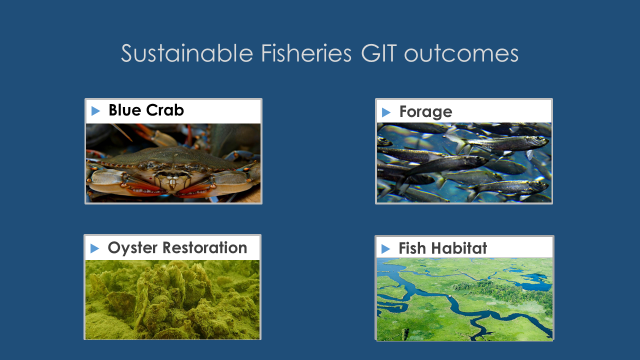 Sustainable Fisheries GIT outcomes
Blue Crab
Forage
Oyster Restoration
Fish Habitat